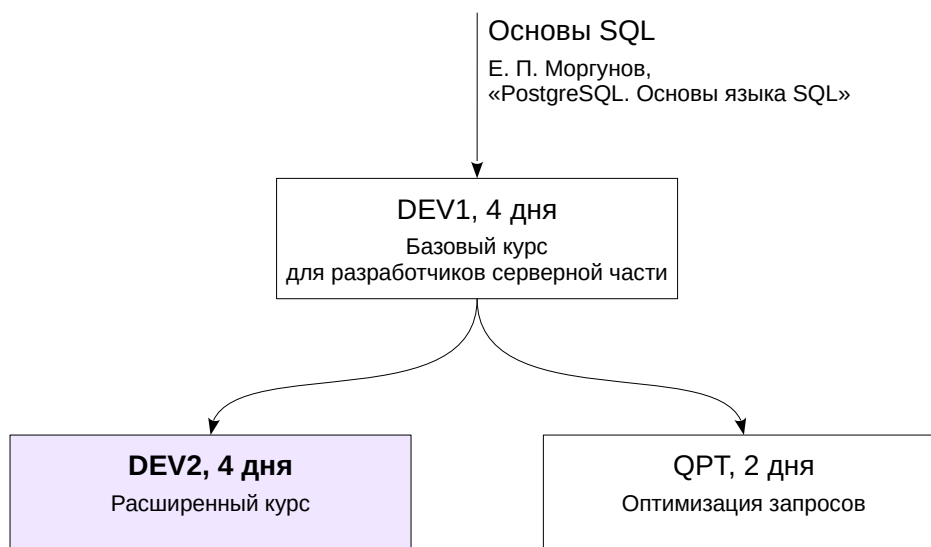 Основы SQL
Е. П. Моргунов,
«PostgreSQL. Основы языка SQL»
DEV1, 4 дня
Базовый курс
для разработчиков серверной части
DEV2, 4 дня
Расширенный курс
QPT, 2 дня
Оптимизация запросов